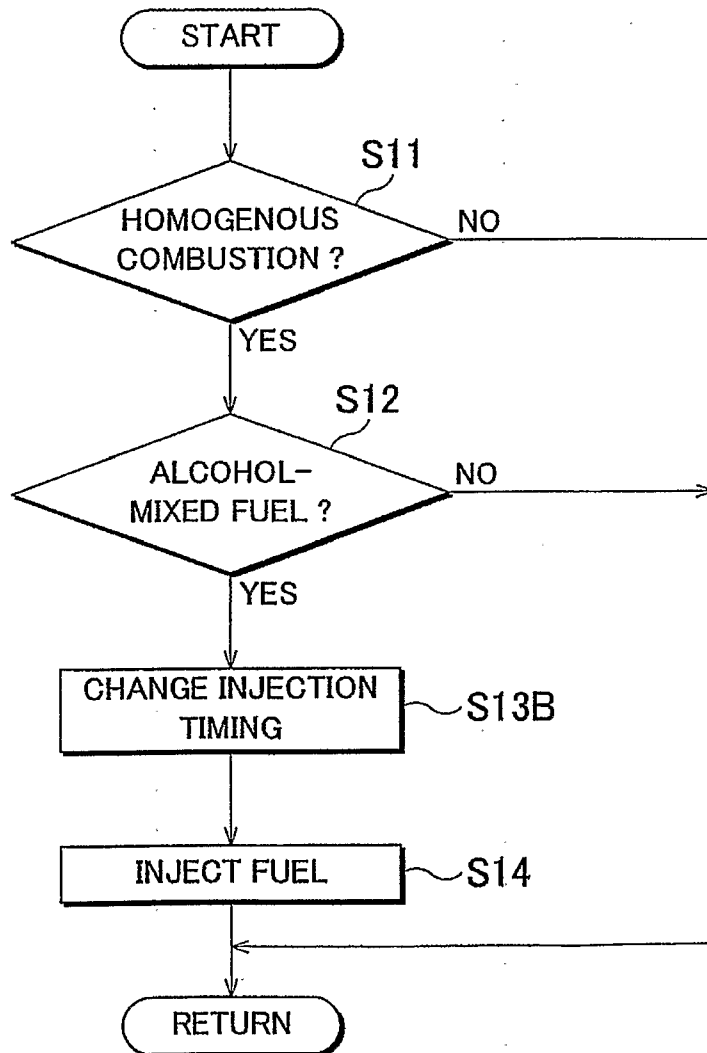 START
S11
HOMOGENOUS
COMBUSTION ?
NO
YES
S12
ALCOHOL-
MIXED FUEL ?
NO
YES
CHANGE INJECTION
TIMING
S13B
INJECT FUEL
S14
RETURN